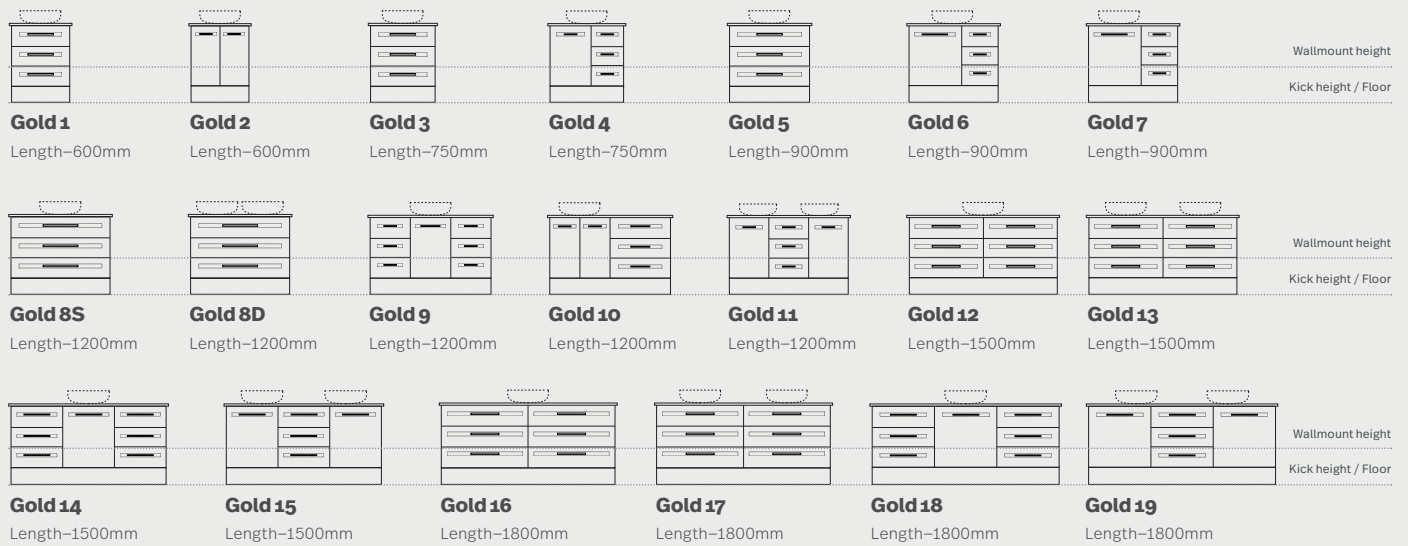 Wallmount height
Kick height / Floor
Gold 1 Gold 2 Gold 3 Gold 4 Gold 5 Gold 6 Gold 7
Length–600mm Length–600mm Length–750mm Length–750mm Length–900mm Length–900mm Length–900mm
Wallmount height
Kick height / Floor
Gold 8S Gold 8D Gold 9 Gold 10 Gold 11 Gold 12 Gold 13
Length–1200mm Length–1200mm Length–1200mm Length–1200mm Length–1200mm Length–1500mm Length–1500mm
Wallmount height
Kick height / Floor
Gold 14 Gold 15 Gold 16 Gold 17 Gold 18 Gold 19
Length–1500mm Length–1500mm Length–1800mm Length–1800mm Length–1800mm Length–1800mm